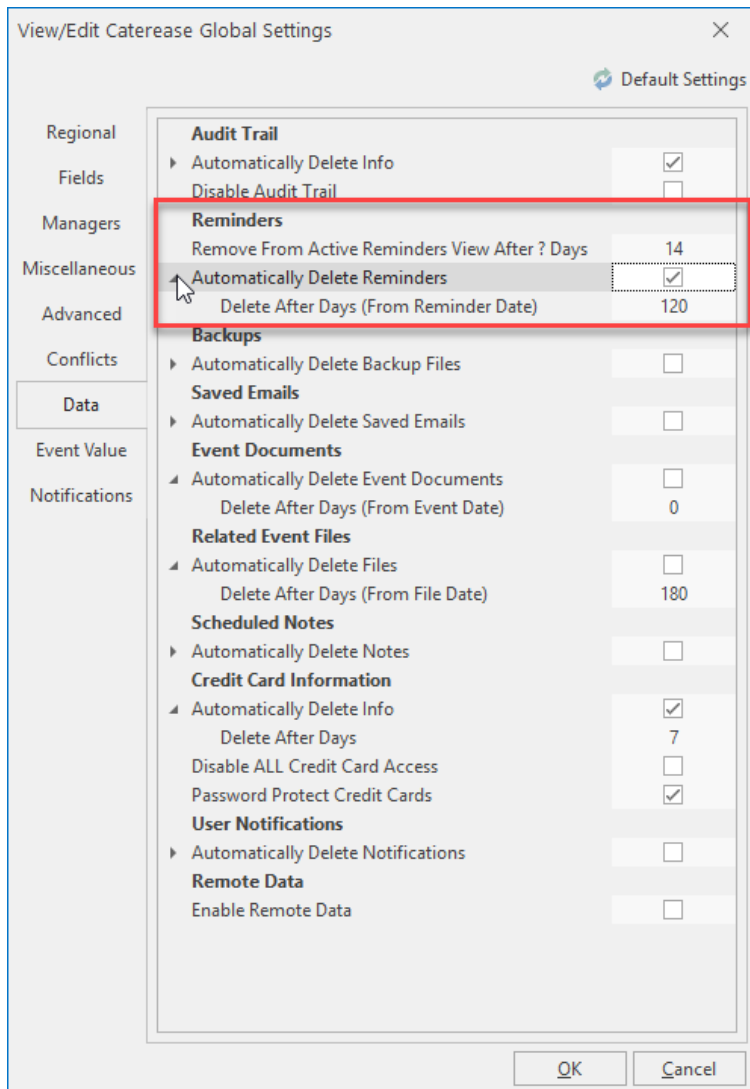 View/Edit Caterease Global Settings
Default Settings
Regional
Fields
Managers
Miscellaneous
Advanced
Conflicts
Data
Event Value
Notifications
Audit Trail
Automatically Delete Info
Disable Audit Trail
Reminders
Remove From Active Reminders View After ? Days 14
Automatically Delete Reminders
Delete After Days (From Reminder Date) 120
Backups
Automatically Delete Backup Files
Saved Emails
Automatically Delete Saved Emails
Event Documents
Automatically Delete Event Documents
Delete After Days (From Event Date) 0
Related Event Files
Automatically Delete Files
Delete After Days (From File Date) 180
Scheduled Notes
Automatically Delete Notes
Credit Card Information
Automatically Delete Info
Delete After Days 7
Disable ALL Credit Card Access
Password Protect Credit Cards
User Notifications
Automatically Delete Notifications
Remote Data
Enable Remote Data
OK Cancel